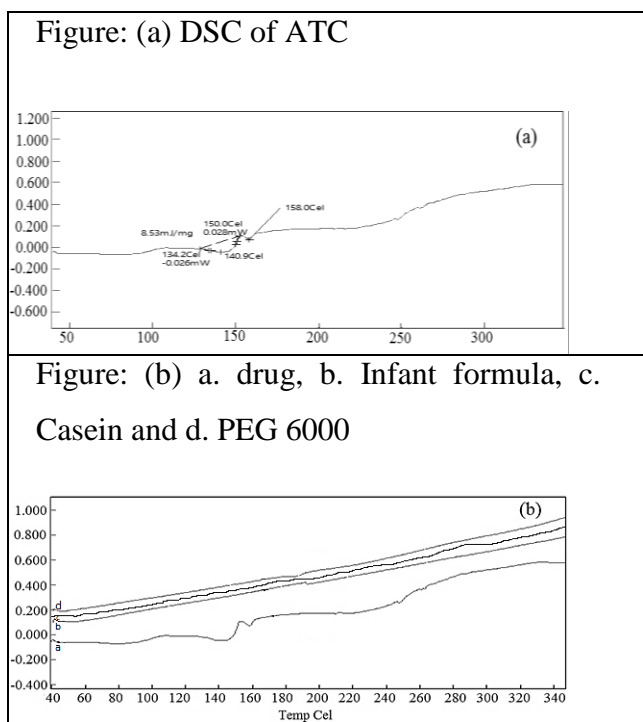 Figure: (a) DSC of ATC
1.200
1.000
0.800
0.600
0.400
0.200
0.000
-0.200
-0.400
-0.600
(a)
158.0Cel
150.0Cel
0.028mW
8.53mJ/mg
134.2Cel
-0.026mW
140.9Cel
50 100 150 200 250 300
Figure: (b) a. drug, b. Infant formula, c.
Casein and d. PEG 6000
1.000
0.800
0.600
0.400
0.200
0.000
-0.200
-0.400
(b)
d
b
a
40 60 80 100 120 140 160 180 200 220 240 260 280 300 320 340
Temp Cel